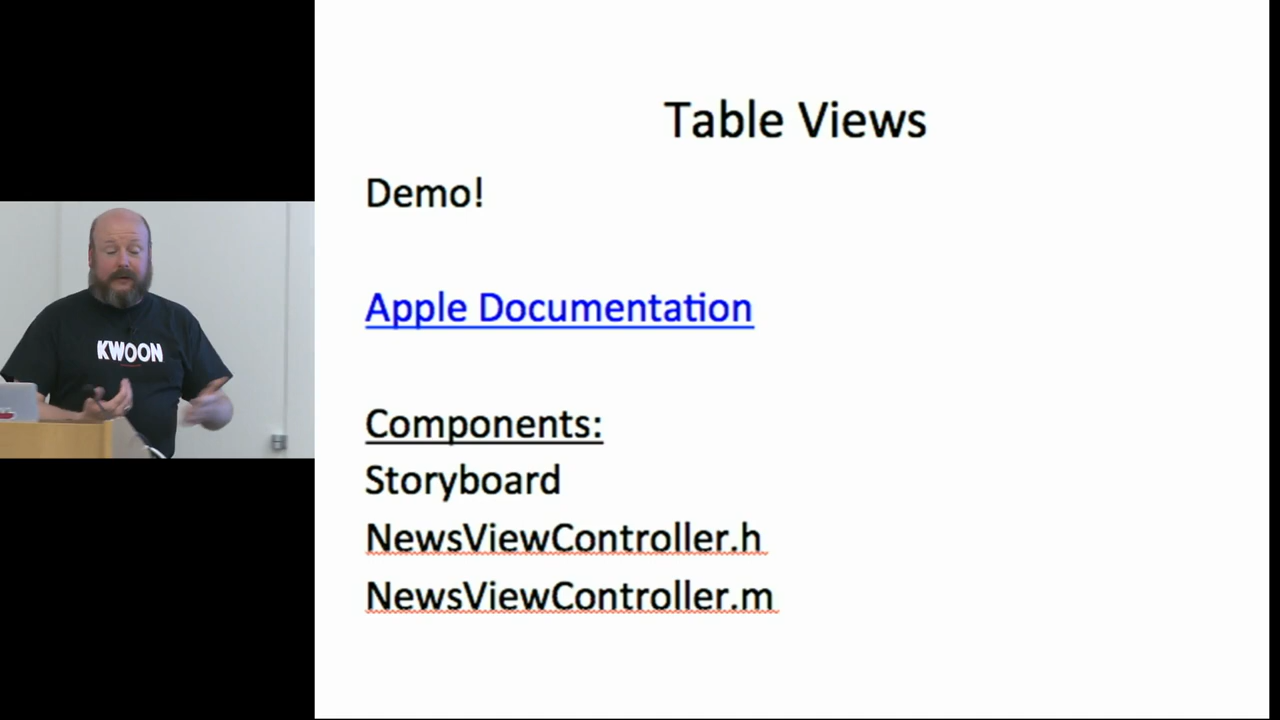 Table Views
Demo!
Apple Documentation
Components:
Storyboard
NewsViewController.h
NewsViewController.m
KWOON